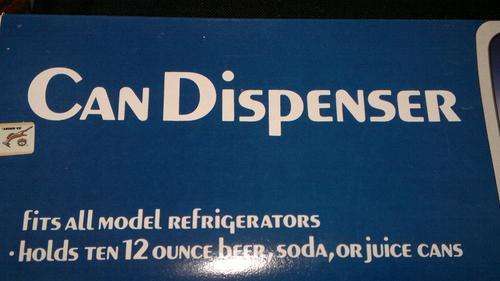 Can Dispenser
fits all model refrigerators
• holds ten 12 ounce beer, soda, or juice cans